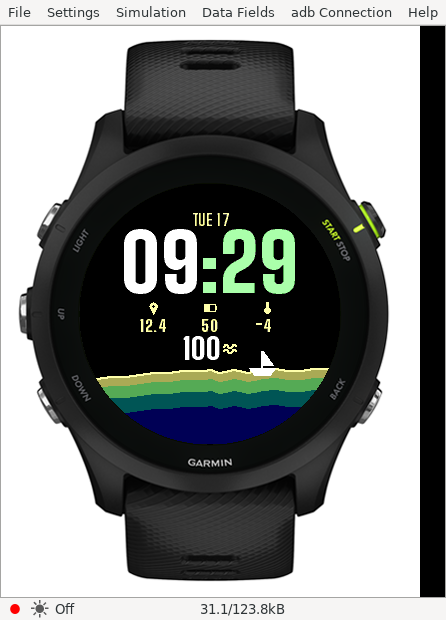 File Settings Simulation Data Fields adb Connection Help
TUE 17
START STOP
LIGHT
09:29
UP
12.4 50 -4
100
DOWN
BACK
GARMIN
Off 31.1/123.8kB